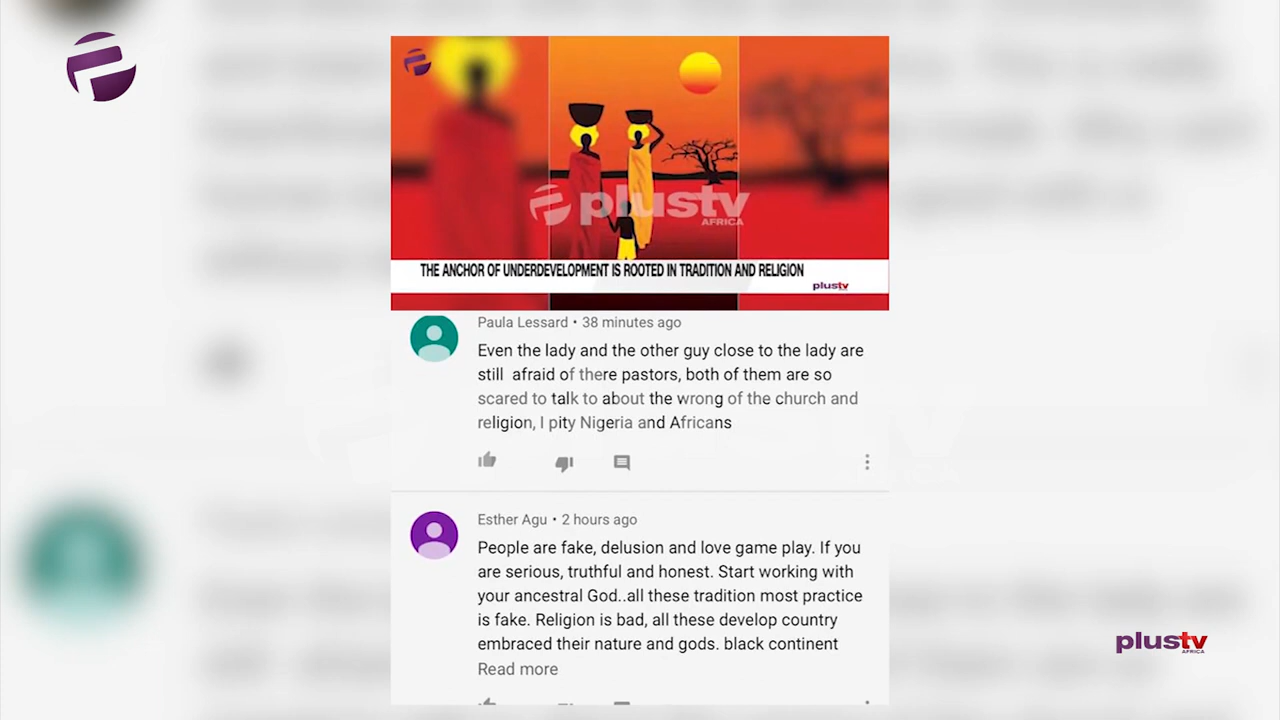 plustv
AFRICA
THE ANCHOR OF UNDERDEVELOPMENT IS ROOTED IN TRADITION AND RELIGION
plustv
Paula Lessard • 38 minutes ago
Even the lady and the other guy close to the lady are
still afraid of there pastors, both of them are so
scared to talk to about the wrong of the church and
religion, I pity Nigeria and Africans
Esther Agu • 2 hours ago
People are fake, delusion and love game play. If you
are serious, truthful and honest. Start working with
your ancestral God..all these tradition most practice
is fake. Religion is bad, all these develop country
embraced their nature and gods. black continent
Read more
plustv
AFRICA